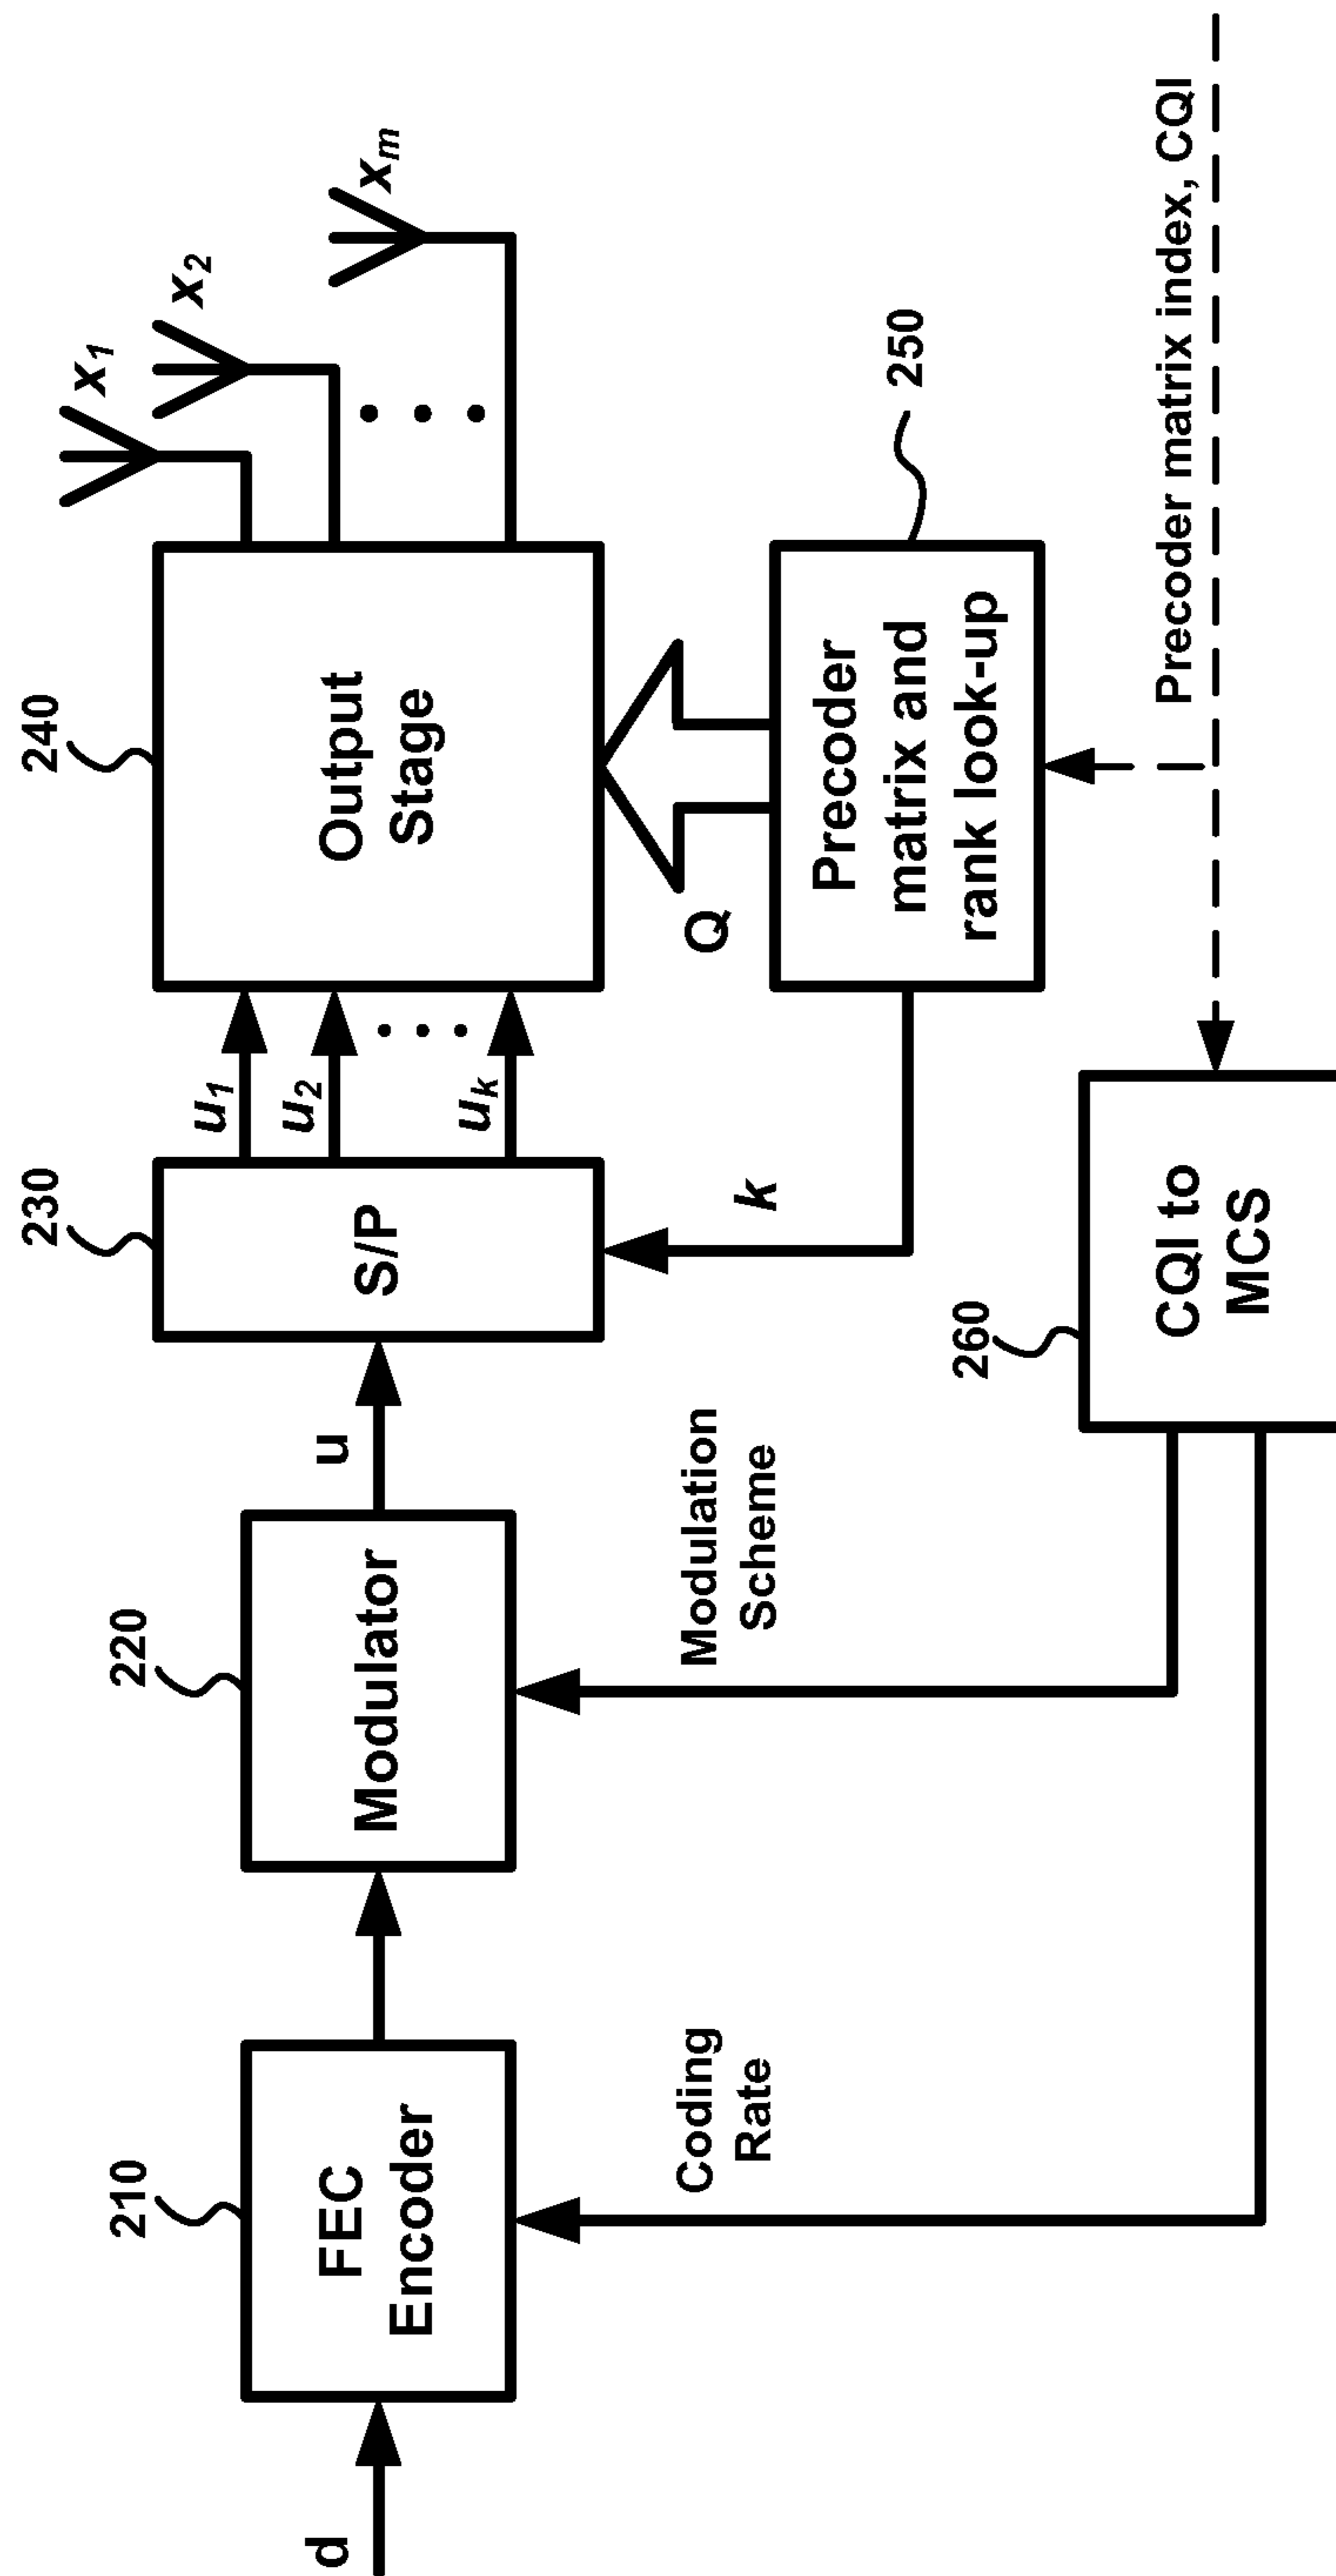 210
220
230
240
d
FEC
Encoder
Modulator
u
S/P
u1
u2
uk
Output
Stage
x1
x2
xm
Coding
Rate
Modulation
Scheme
k
Q
250
Precoder
matrix and
rank look-up
260
CQI to
MCS
Precoder matrix index, CQI